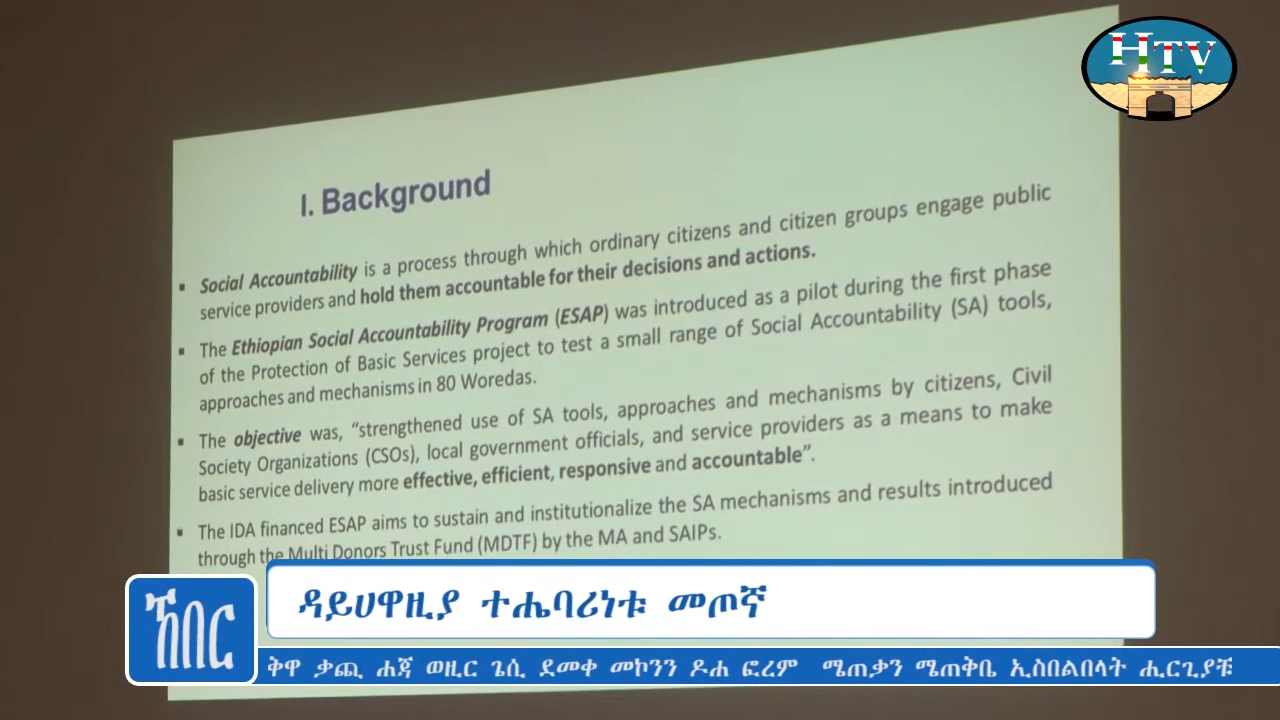 HTV
I. Background
▪ Social Accountability is a process through which ordinary citizens and citizen groups engage public
service providers and hold them accountable for their decisions and actions.
▪ The Ethiopian Social Accountability Program (ESAP) was introduced as a pilot during the first phase
of the Protection of Basic Services project to test a small range of Social Accountability (SA) tools,
approaches and mechanisms in 80 Woredas.
▪ The objective was, “strengthened use of SA tools, approaches and mechanisms by citizens, Civil
Society Organizations (CSOs), local government officials, and service providers as a means to make
basic service delivery more effective, efficient, responsive and accountable”.
▪ The IDA financed ESAP aims to sustain and institutionalize the SA mechanisms and results introduced
through the Multi Donors Trust Fund (MDTF) by the MA and SAIPs.
ኸበር
ዳይሀዋዚያ ተሔባሪነቱ መጦኛ
ቅዋ ቃጪ ሐጃ ወዚር ጌሲ ደመቀ መኮንን ዶሐ ፎረም ሜጠቃን ሜጠቅቤ ኢስበልበላት ሒርጊያቹ